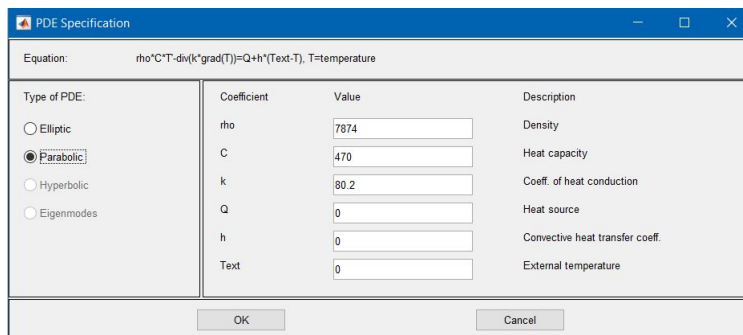 PDE Specification
Equation: rho*C*T'-div(k*grad(T))=Q+h*(Text-T), T=temperature
Type of PDE:
Elliptic
Parabolic
Hyperbolic
Eigenmodes
Coefficient Value Description
rho 7874 Density
C 470 Heat capacity
k 80.2 Coeff. of heat conduction
Q 0 Heat source
h 0 Convective heat transfer coeff.
Text 0 External temperature
OK Cancel